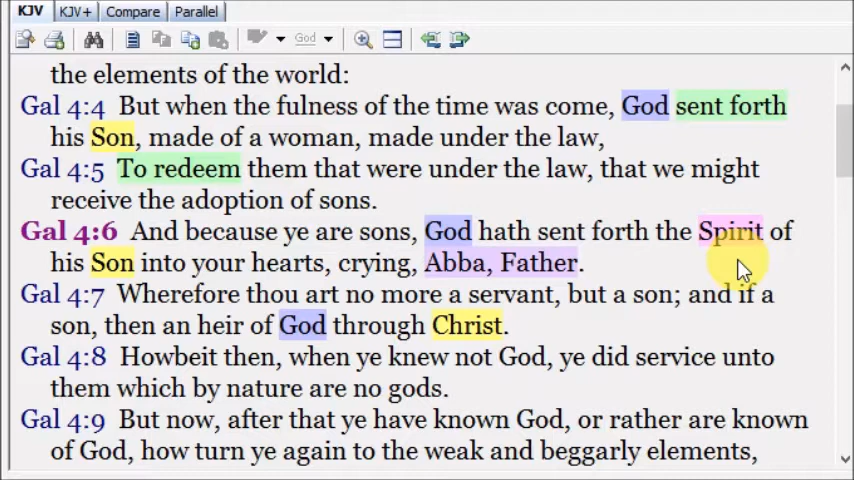 KJV KJV+ Compare Parallel
God
the elements of the world:
Gal 4:4 But when the fulness of the time was come, God sent forth
his Son, made of a woman, made under the law,
Gal 4:5 To redeem them that were under the law, that we might
receive the adoption of sons.
Gal 4:6 And because ye are sons, God hath sent forth the Spirit of
his Son into your hearts, crying, Abba, Father.
Gal 4:7 Wherefore thou art no more a servant, but a son; and if a
son, then an heir of God through Christ.
Gal 4:8 Howbeit then, when ye knew not God, ye did service unto
them which by nature are no gods.
Gal 4:9 But now, after that ye have known God, or rather are known
of God, how turn ye again to the weak and beggarly elements,